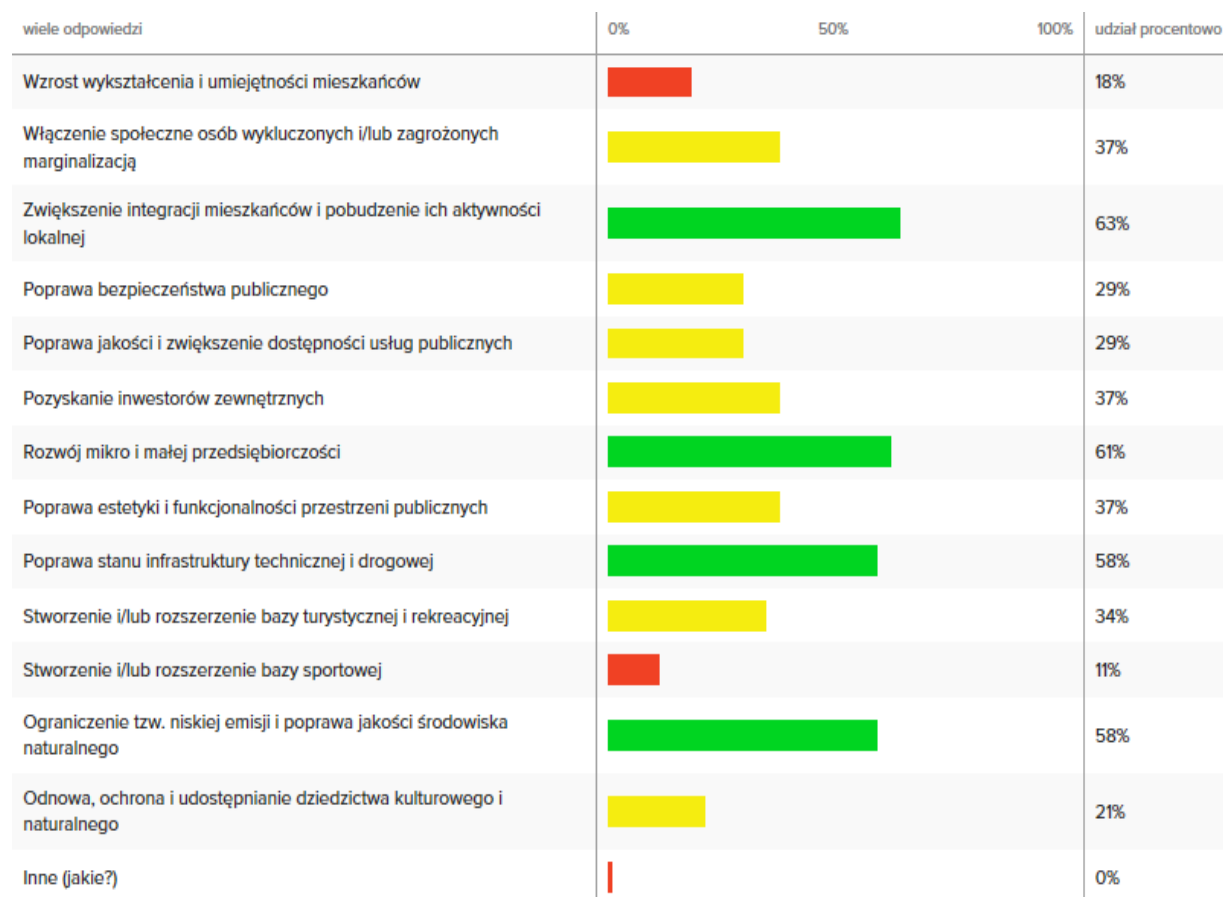 wiele odpowiedzi 0% 50% 100% udział procentowo
Wzrost wykształcenia i umiejętności mieszkańców 18%
Włączenie społeczne osób wykluczonych i/lub zagrożonych
marginalizacją 37%
Zwiększenie integracji mieszkańców i pobudzenie ich aktywności
lokalnej 63%
Poprawa bezpieczeństwa publicznego 29%
Poprawa jakości i zwiększenie dostępności usług publicznych 29%
Pozyskanie inwestorów zewnętrznych 37%
Rozwój mikro i małej przedsiębiorczości 61%
Poprawa estetyki i funkcjonalności przestrzeni publicznych 37%
Poprawa stanu infrastruktury technicznej i drogowej 58%
Stworzenie i/lub rozszerzenie bazy turystycznej i rekreacyjnej 34%
Stworzenie i/lub rozszerzenie bazy sportowej 11%
Ograniczenie tzw. niskiej emisji i poprawa jakości środowiska
naturalnego 58%
Odnowa, ochrona i udostępnianie dziedzictwa kulturowego i
naturalnego 21%
Inne (jakie?) 0%